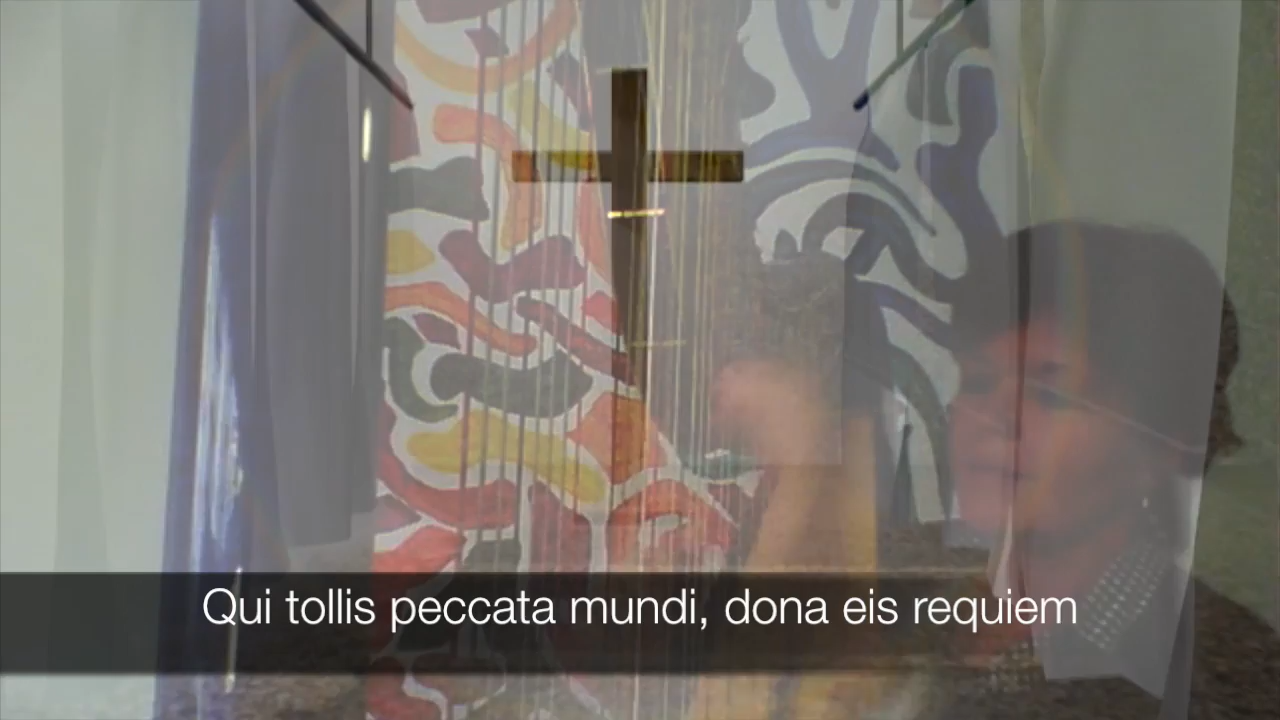 Qui tollis peccata mundi, dona eis requiem